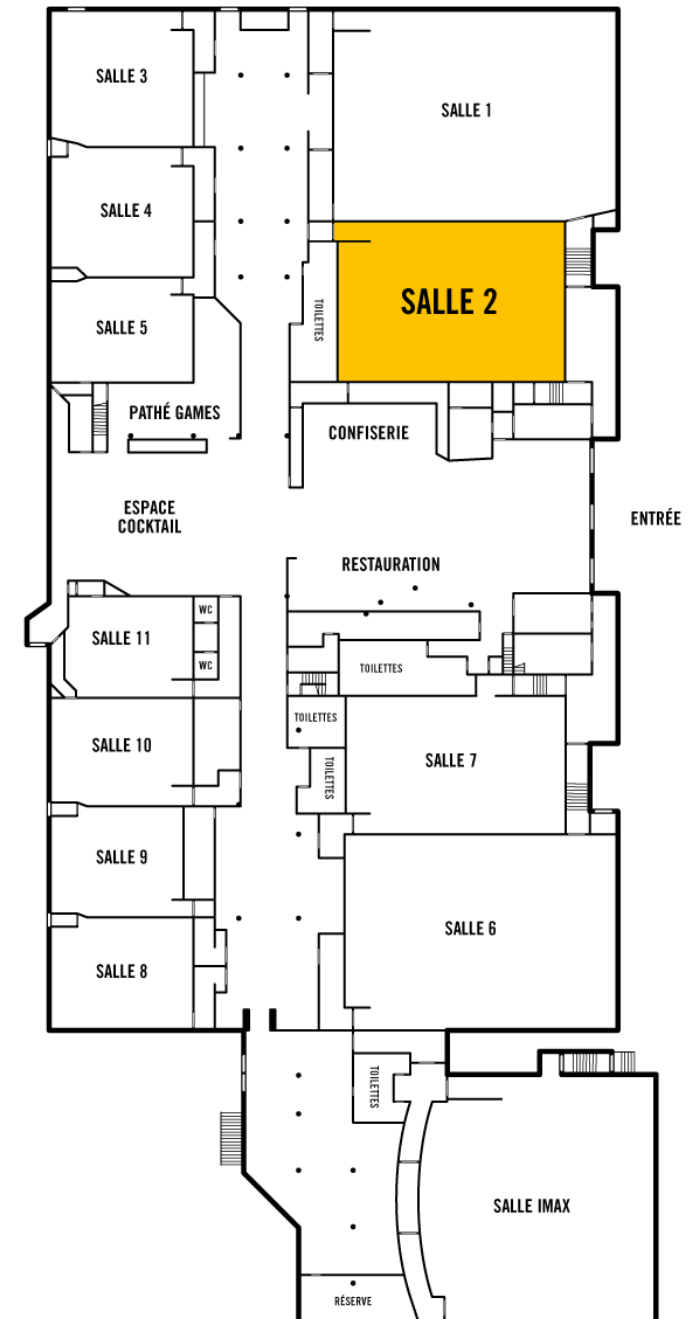 SALLE 3
SALLE 1
SALLE 4
SALLE 2
SALLE 5
TOILETTES
PATHÉ GAMES
CONFISERIE
ESPACE
COCKTAIL
ENTRÉE
RESTAURATION
WC
SALLE 11
WC
TOILETTES
TOILETTES
SALLE 10
SALLE 7
TOILETTES
SALLE 9
SALLE 6
SALLE 8
TOILETTES
SALLE IMAX
RÉSERVE